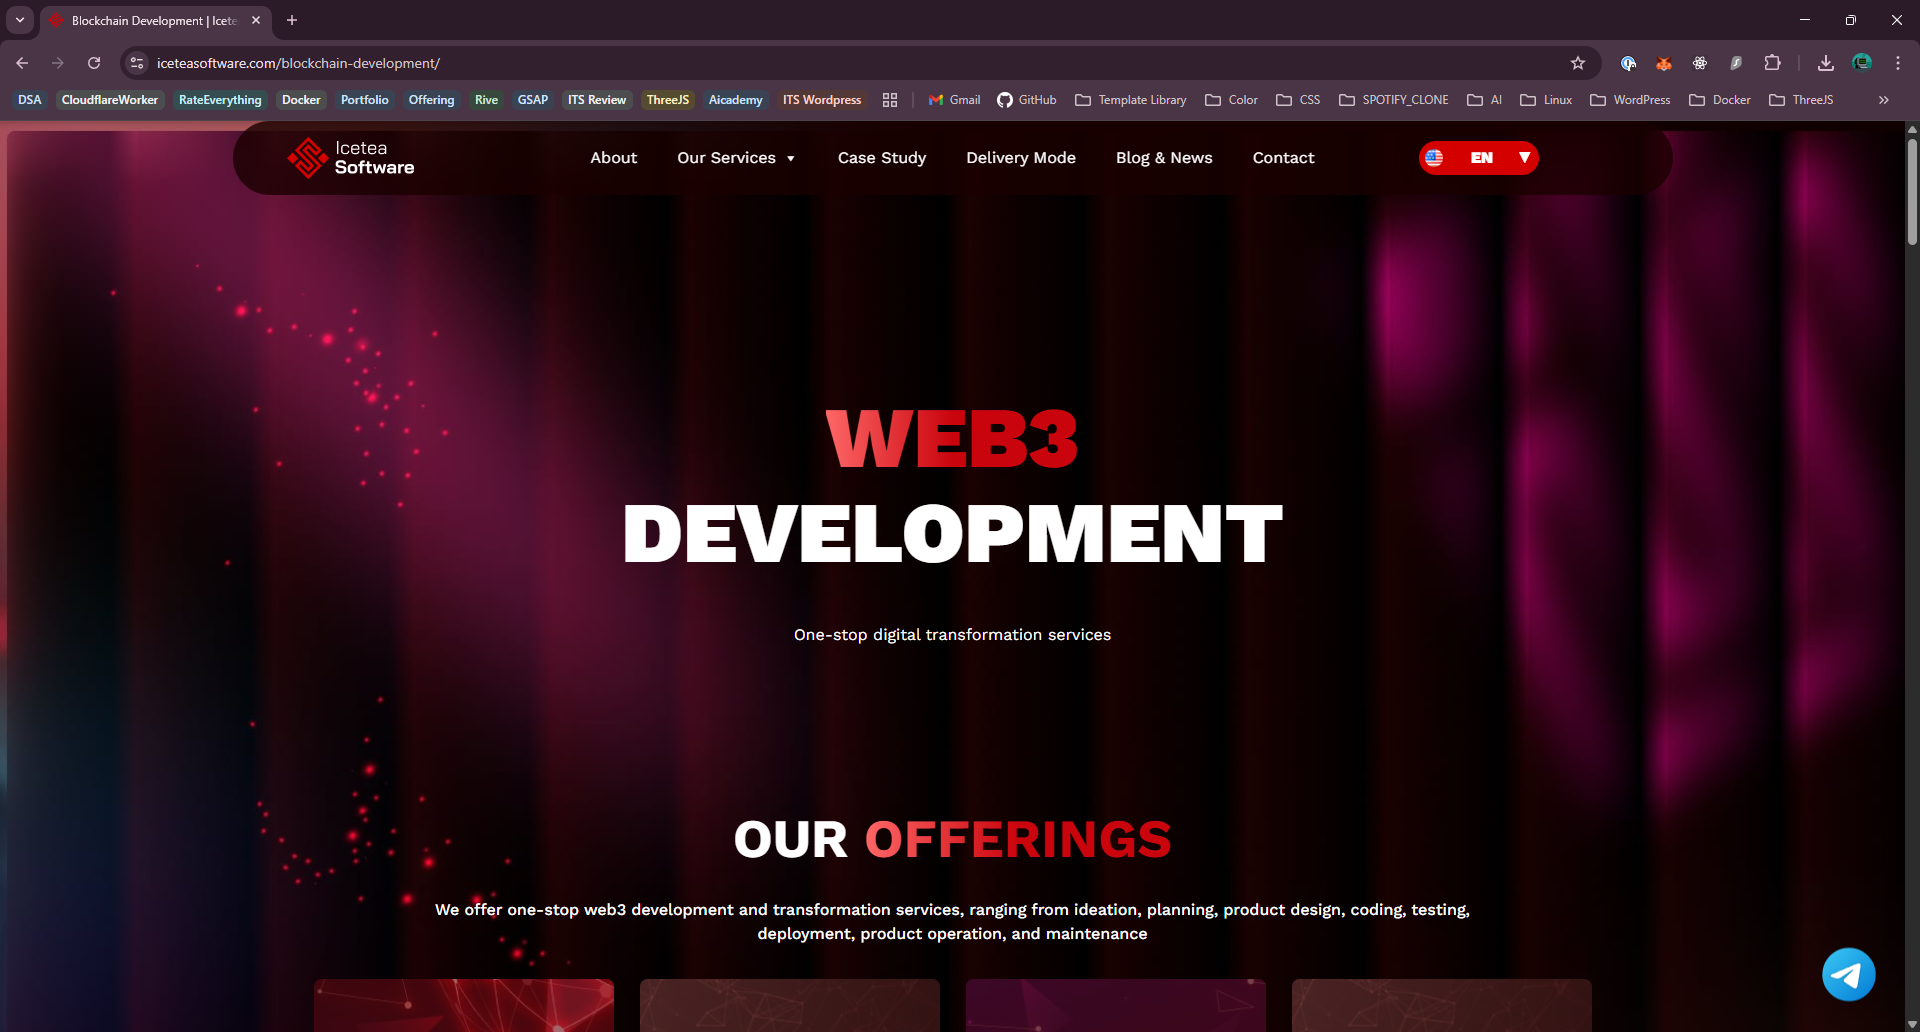 Blockchain Development | Icete
iceteasoftware.com/blockchain-development/
DSA CloudflareWorker RateEverything Docker Portfolio Offering Rive GSAP ITS Review ThreeJS Aicademy ITS Wordpress Gmail GitHub Template Library Color CSS SPOTIFY_CLONE AI Linux WordPress Docker ThreeJS
Icetea
Software
About Our Services Case Study Delivery Mode Blog & News Contact EN
WEB3
DEVELOPMENT
One-stop digital transformation services
OUR OFFERINGS
We offer one-stop web3 development and transformation services, ranging from ideation, planning, product design, coding, testing,
deployment, product operation, and maintenance